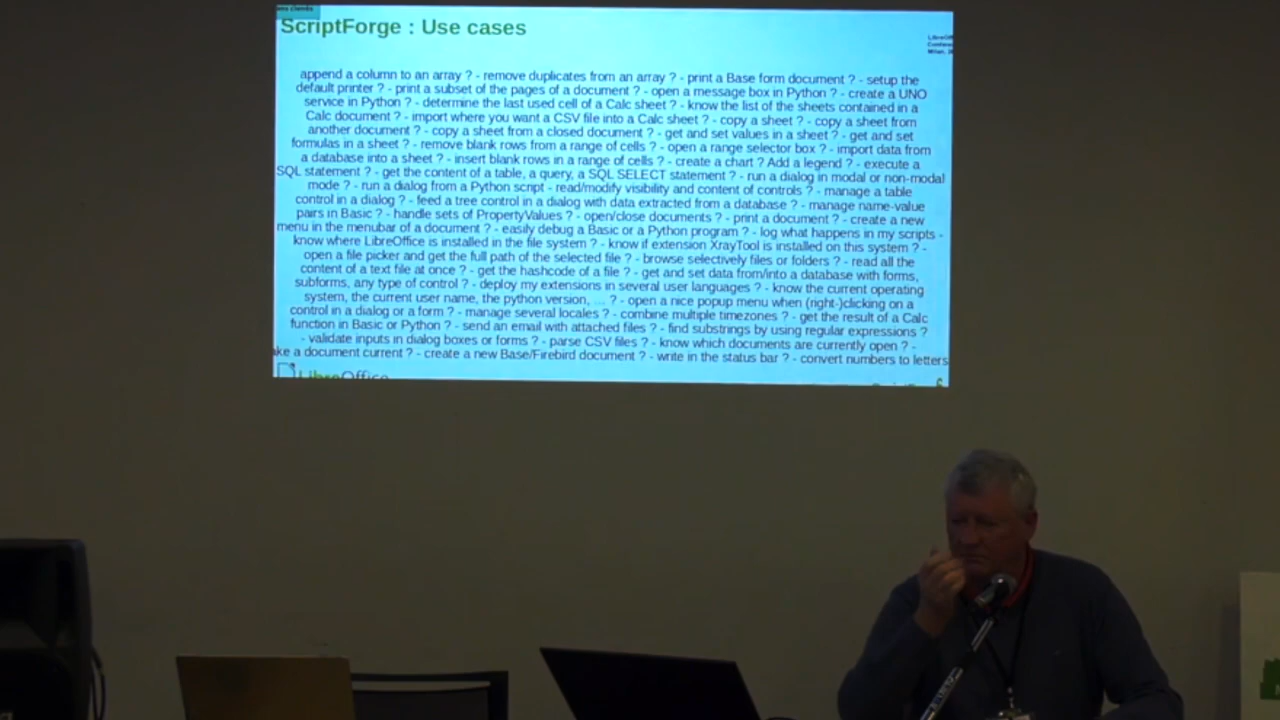 ScriptForge : Use cases
append a column to an array ? - remove duplicates from an array ? - print a Base form document ? - setup the
default printer ? - print a subset of the pages of a document ? - open a message box in Python ? - create a UNO
service in Python ? - determine the last used cell of a Calc sheet ? - know the list of the sheets contained in a
Calc document ? - import where you want a CSV file into a Calc sheet ? - copy a sheet ? - copy a sheet from
another document ? - copy a sheet from a closed document ? - get and set values in a sheet ? - get and set
formulas in a sheet ? - remove blank rows from a range of cells ? - open a range selector box ? - import data from
a database into a sheet ? - insert blank rows in a range of cells ? - create a chart ? Add a legend ? - execute a
SQL statement ? - get the content of a table, a query, a SQL SELECT statement ? - run a dialog in modal or non-modal
mode ? - run a dialog from a Python script - read/modify visibility and content of controls ? - manage a table
control in a dialog ? - feed a tree control in a dialog with data extracted from a database ? - manage name-value
pairs in Basic ? - handle sets of PropertyValues ? - open/close documents ? - print a document ? - create a new
menu in the menubar of a document ? - easily debug a Basic or a Python program ? - log what happens in my scripts -
know where LibreOffice is installed in the file system ? - know if extension XrayTool is installed on this system ? -
open a file picker and get the full path of the selected file ? - browse selectively files or folders ? - read all the
content of a text file at once ? - get the hashcode of a file ? - get and set data from/into a database with forms,
subforms, any type of control ? - deploy my extensions in several user languages ? - know the current operating
system, the current user name, the python version, ... ? - open a nice popup menu when (right-)clicking on a
control in a dialog or a form ? - manage several locales ? - combine multiple timezones ? - get the result of a Calc
function in Basic or Python ? - send an email with attached files ? - find substrings by using regular expressions ?
- validate inputs in dialog boxes or forms ? - parse CSV files ? - know which documents are currently open ? -
ke a document current ? - create a new Base/Firebird document ? - write in the status bar ? - convert numbers to letters
LibreOffice